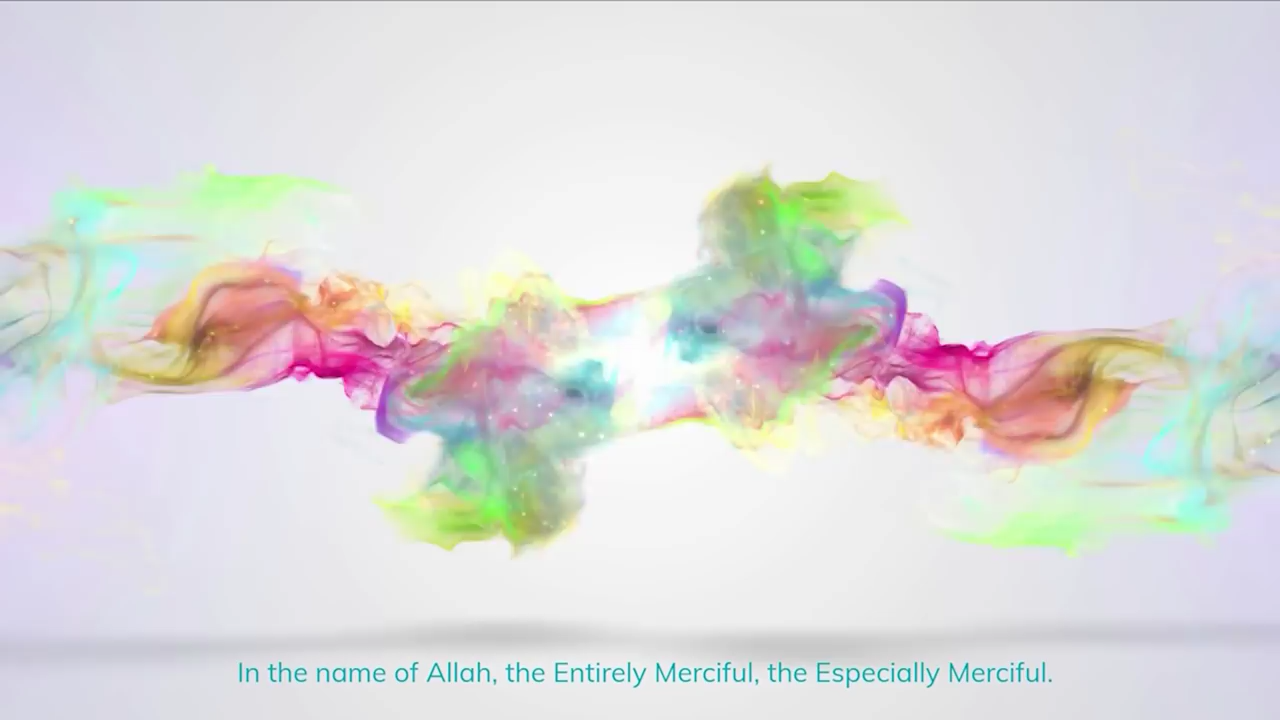 In the name of Allah, the Entirely Merciful, the Especially Merciful.